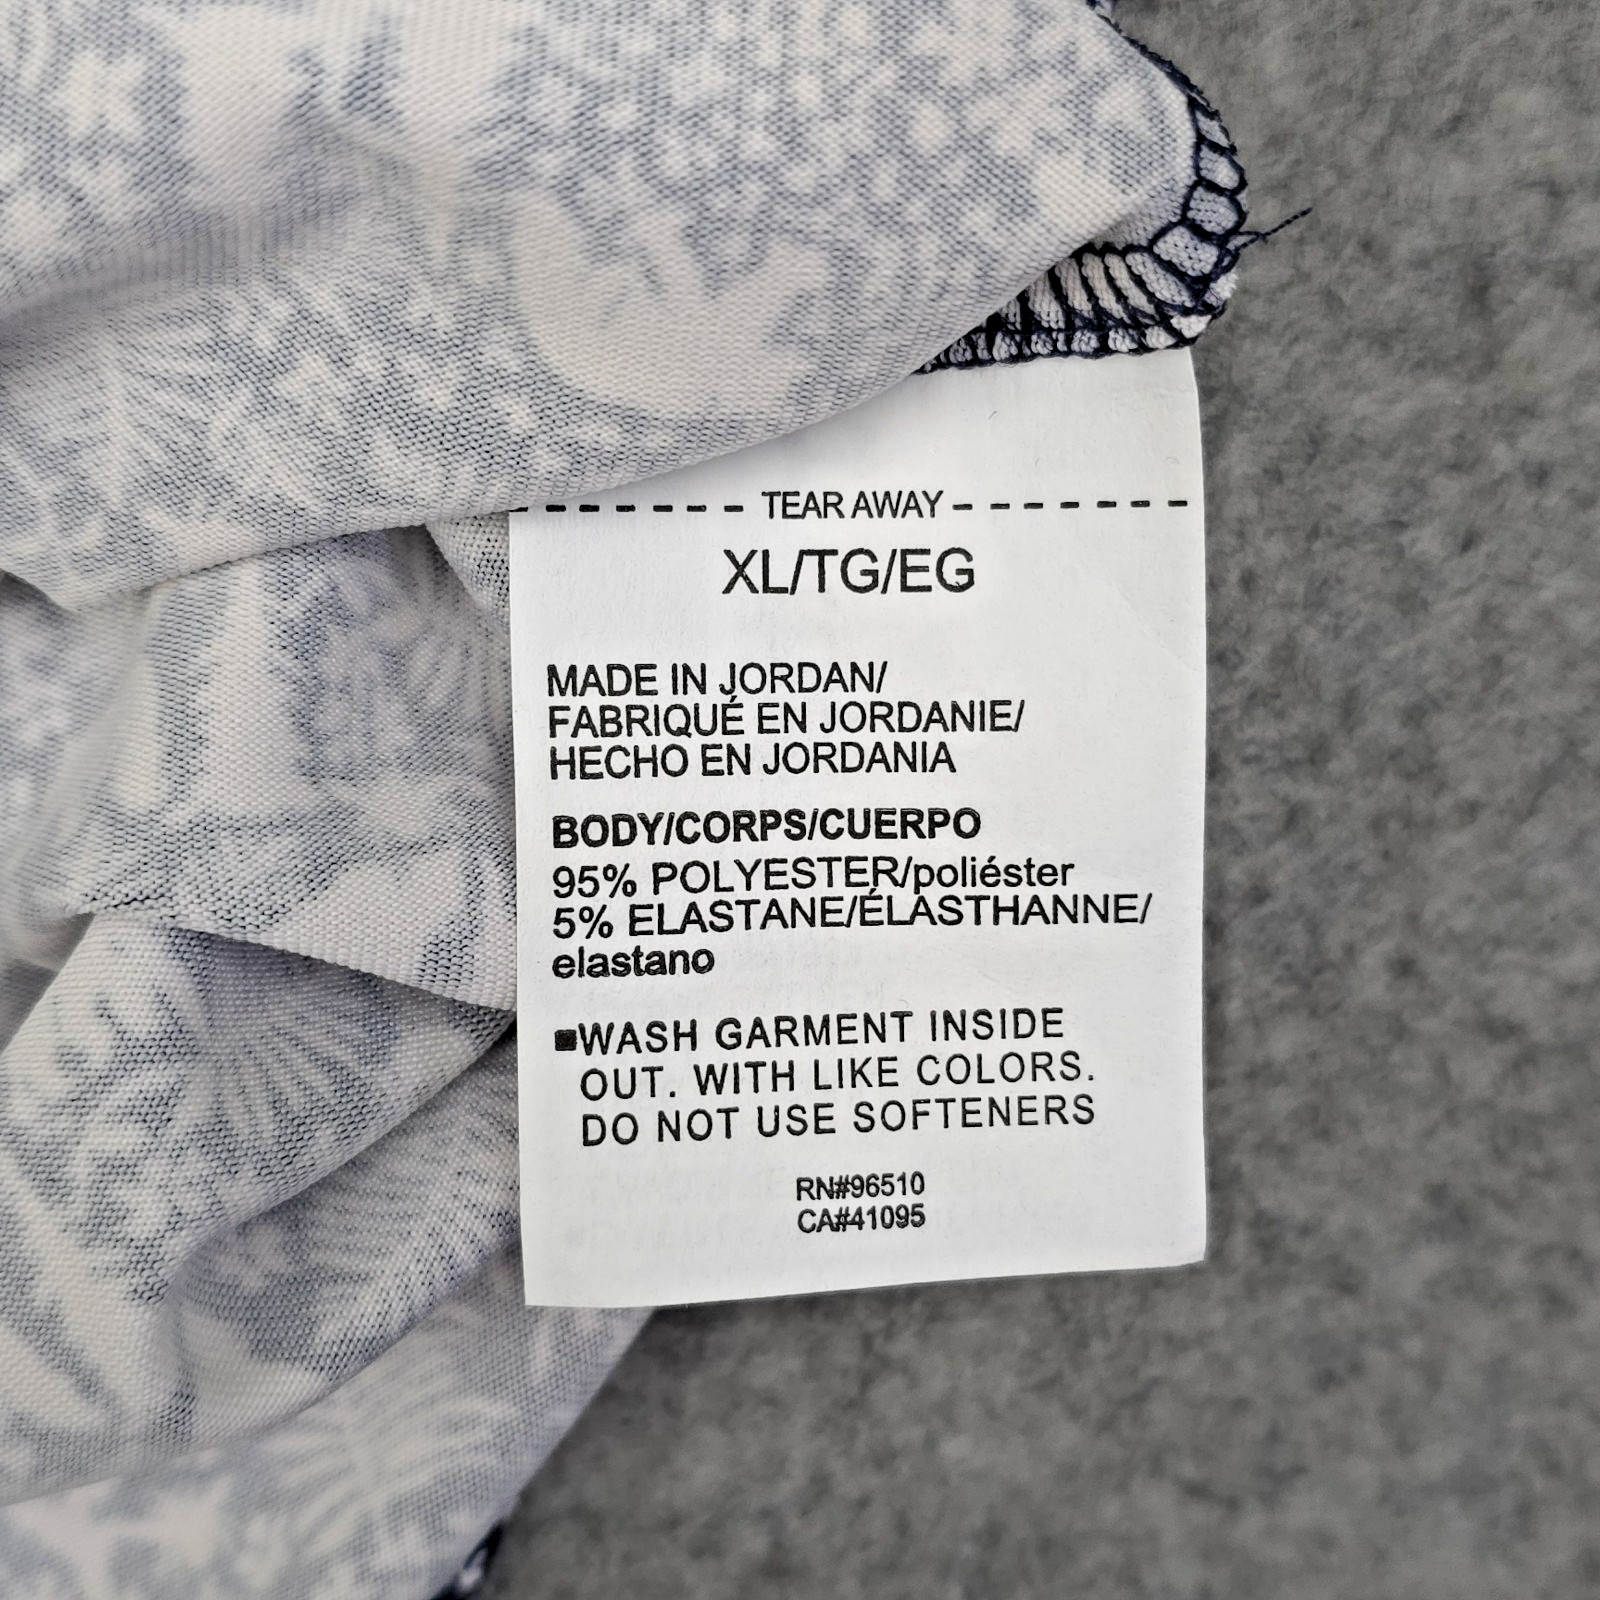 TEAR AWAY
XL/TG/EG
MADE IN JORDAN/
FABRIQUÉ EN JORDANIE/
HECHO EN JORDANIA
BODY/CORPS/CUERPO
95% POLYESTER/poliéster
5% ELASTANE/ÉLASTHANNE/
elastano
■WASH GARMENT INSIDE
OUT. WITH LIKE COLORS.
DO NOT USE SOFTENERS
RN#96510
CA#41095